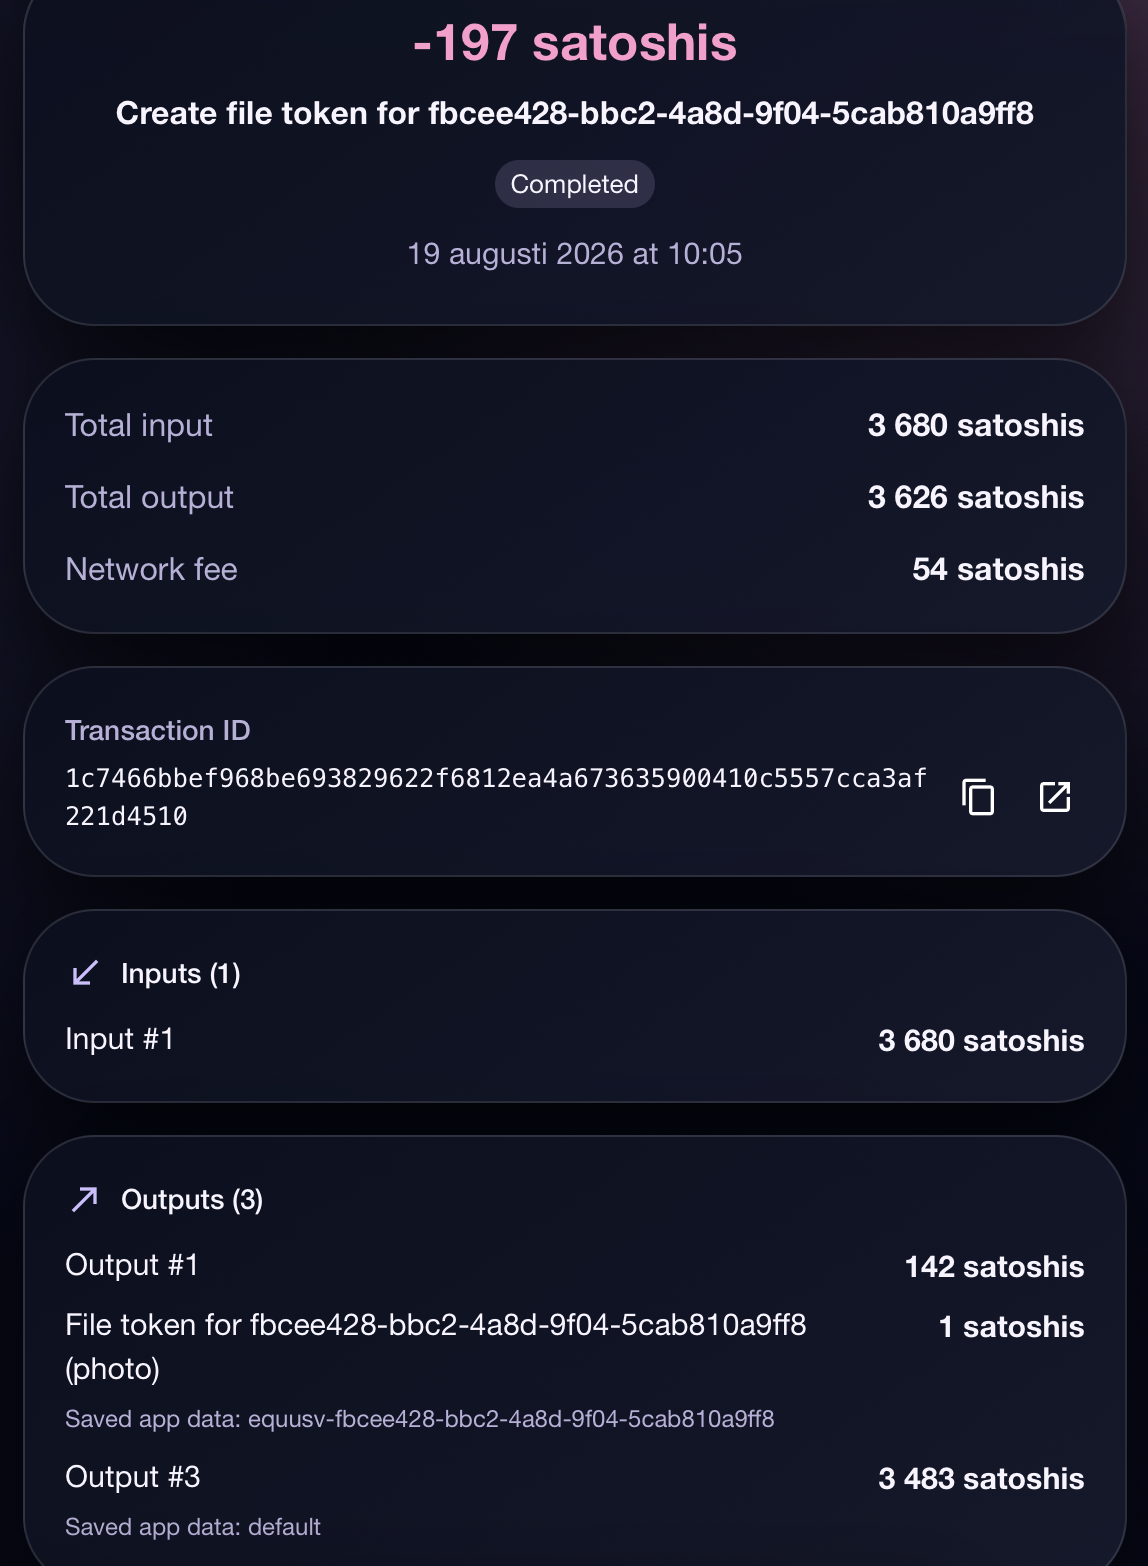 -197 satoshis
Create file token for fbcee428-bbc2-4a8d-9f04-5cab810a9ff8
Completed
19 augusti 2026 at 10:05
Total input 3 680 satoshis
Total output 3 626 satoshis
Network fee 54 satoshis
Transaction ID
1c7466bbef968be693829622f6812ea4a673635900410c5557cca3af
221d4510
Inputs (1)
Input #1 3 680 satoshis
Outputs (3)
Output #1 142 satoshis
File token for fbcee428-bbc2-4a8d-9f04-5cab810a9ff8 1 satoshis
(photo)
Saved app data: equusv-fbcee428-bbc2-4a8d-9f04-5cab810a9ff8
Output #3 3 483 satoshis
Saved app data: default